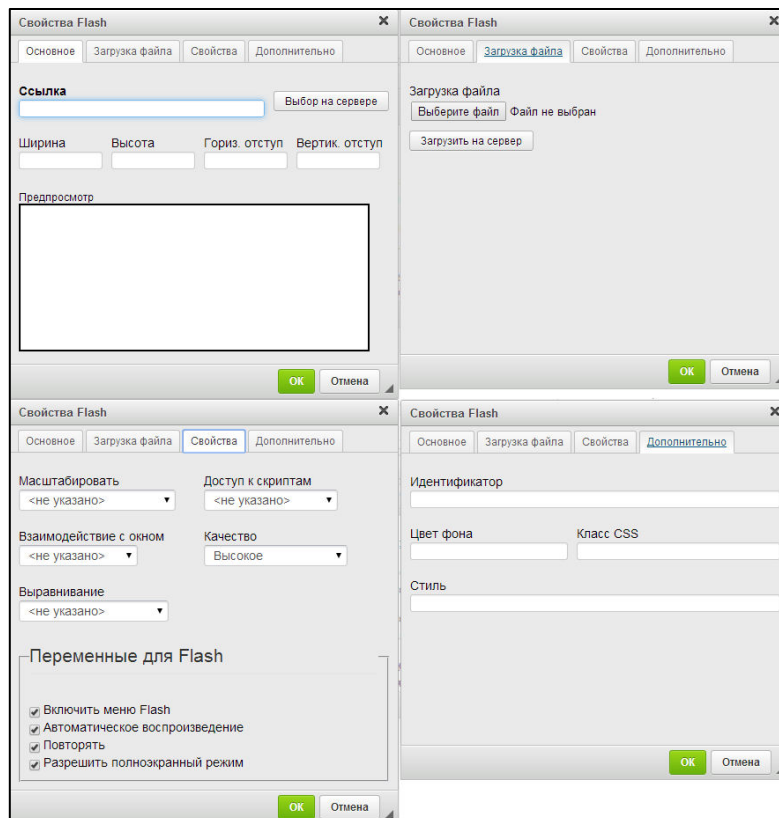 Свойства Flash
Основное Загрузка файла Свойства Дополнительно
Ссылка
Выбор на сервере
Ширина Высота Гориз. отступ Вертик. отступ
Предпросмотр
ОК Отмена
Свойства Flash
Основное Загрузка файла Свойства Дополнительно
Загрузка файла
Выберите файл Файл не выбран
Загрузить на сервер
ОК Отмена
Свойства Flash
Основное Загрузка файла Свойства Дополнительно
Масштабировать Доступ к скриптам
<не указано> <не указано>
Взаимодействие с окном Качество
<не указано> Высокое
Выравнивание
<не указано>
Переменные для Flash
Включить меню Flash
Автоматическое воспроизведение
Повторять
Разрешить полноэкранный режим
ОК Отмена
Свойства Flash
Основное Загрузка файла Свойства Дополнительно
Идентификатор
Цвет фона Класс CSS
Стиль
ОК Отмена